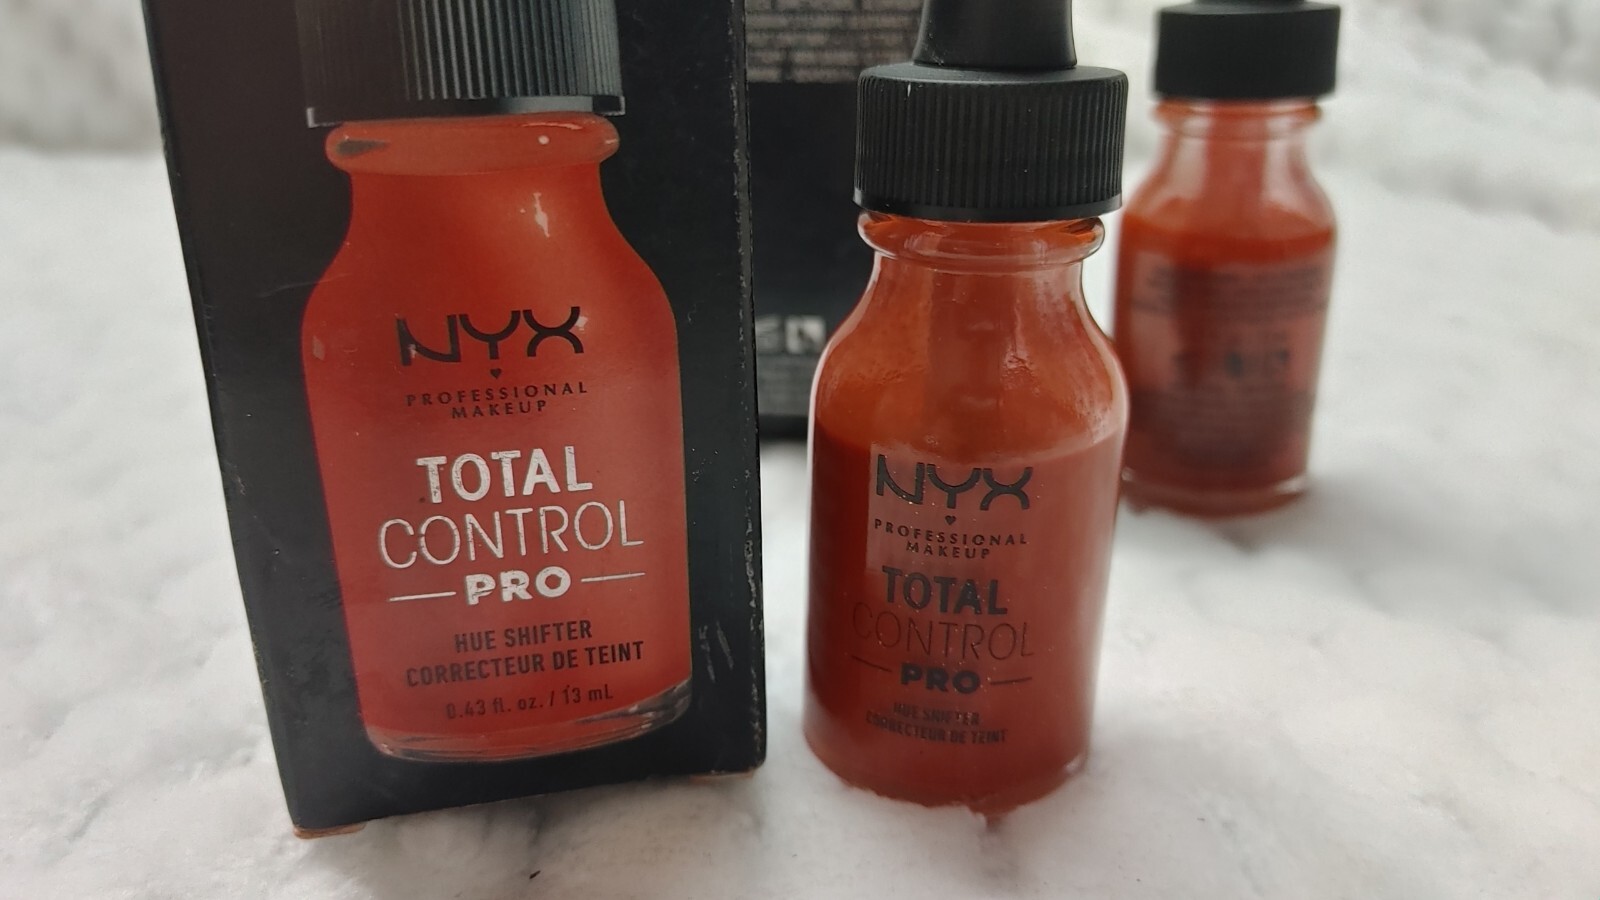 NYX
PROFESSIONAL
MAKEUP
TOTAL
CONTROL
PRO
HUE SHIFTER
CORRECTEUR DE TEINT
0.43 fl. oz. / 13 mL
NYX
PROFESSIONAL
MAKEUP
TOTAL
CONTROL
PRO
HUE SHIFTER
CORRECTEUR DE TEINT